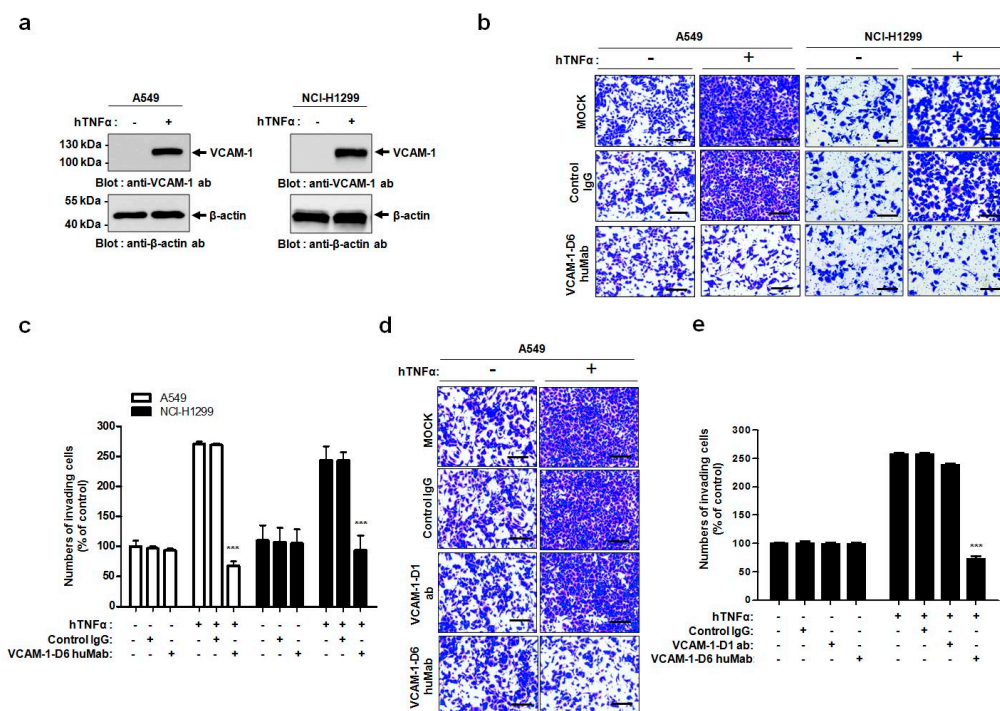 a
A549
hTNFα : - +
130 kDa
100 kDa
VCAM-1
Blot : anti-VCAM-1 ab
55 kDa
40 kDa
β-actin
Blot : anti-β-actin ab
NCI-H1299
hTNFα : - +
VCAM-1
Blot : anti-VCAM-1 ab
β-actin
Blot : anti-β-actin ab
b
A549 NCI-H1299
hTNFα : - + - +
MOCK
Control
IgG
VCAM-1-D6
huMab
c
A549
NCI-H1299
Numbers of invading cells
(% of control)
300
250
200
150
100
50
0
*** ***
hTNFα: - - - + + + - - - + + +
Control IgG: - + - - + - - + - - + -
VCAM-1-D6 huMab: - - + - - + - - + - - +
d
A549
hTNFα: - +
MOCK
Control IgG
VCAM-1-D1
ab
VCAM-1-D6
huMab
e
Numbers of invading cells
(% of control)
300
250
200
150
100
50
0
***
hTNFα: - - - - + + + +
Control IgG: - + - - - + - -
VCAM-1-D1 ab: - - + - - - + -
VCAM-1-D6 huMab: - - - + - - - +